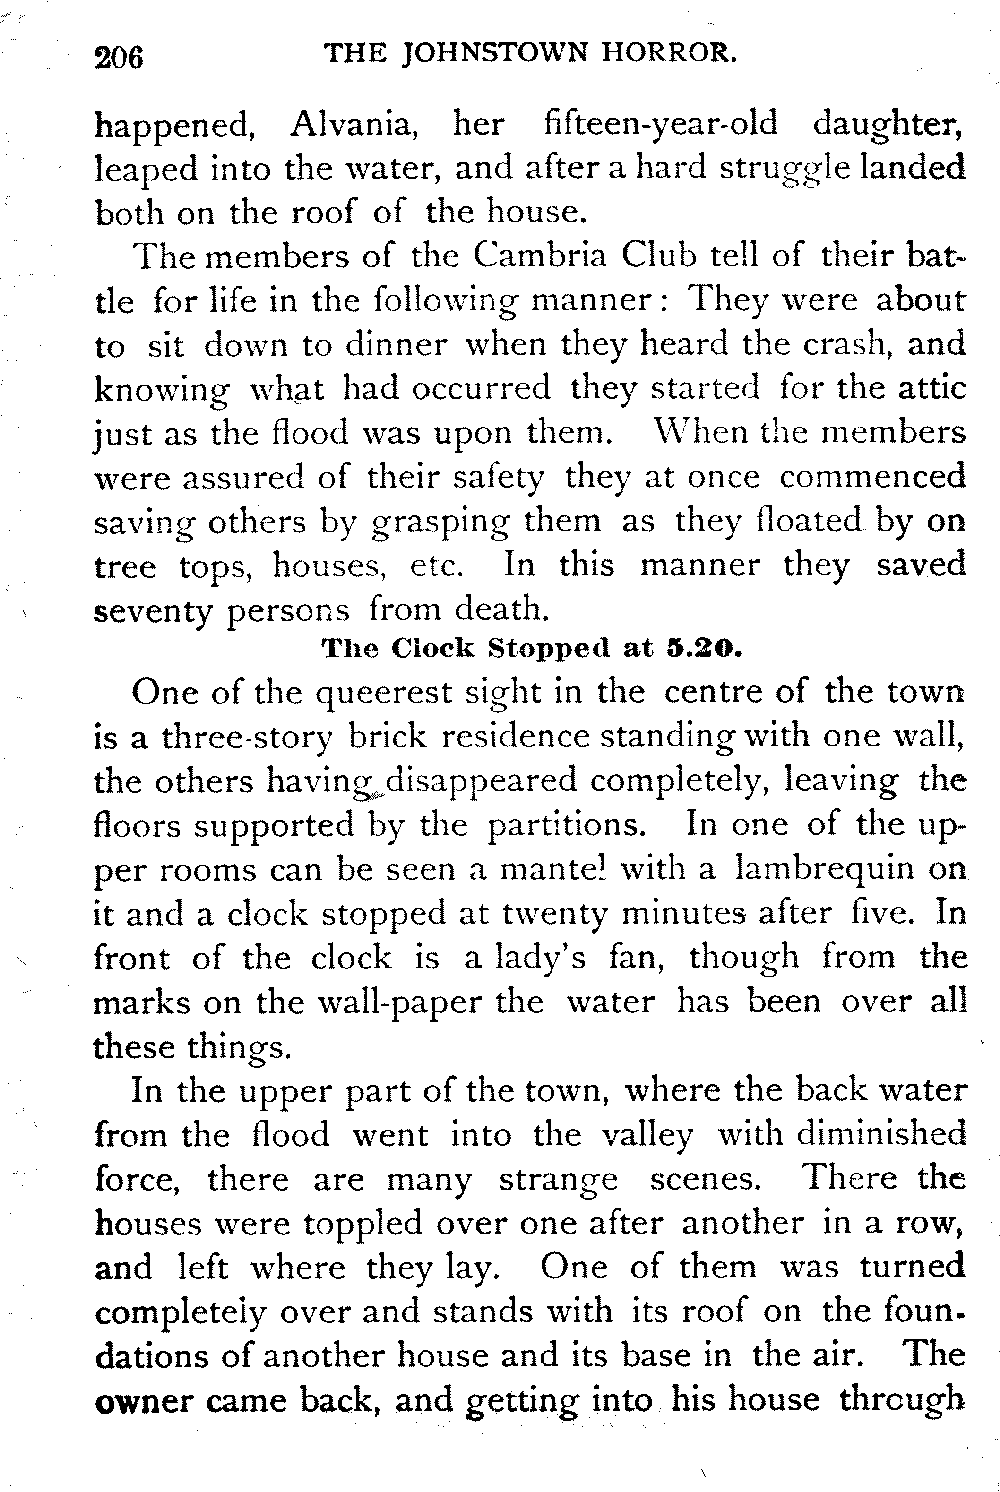 206 THE JOHNSTOWN HORROR.
happened, Alvania, her fifteen-year-old daughter,
leaped into the water, and after a hard struggle landed
both on the roof of the house.
The members of the Cambria Club tell of their bat-
tle for life in the following manner: They were about
to sit down to dinner when they heard the crash, and
knowing what had occurred they started for the attic
just as the flood was upon them. When the members
were assured of their safety they at once commenced
saving others by grasping them as they floated by on
tree tops, houses, etc. In this manner they saved
seventy persons from death.
The Clock Stopped at 5.20.
One of the queerest sight in the centre of the town
is a three-story brick residence standing with one wall,
the others having disappeared completely, leaving the
floors supported by the partitions. In one of the up-
per rooms can be seen a mantel with a lambrequin on
it and a clock stopped at twenty minutes after five. In
front of the clock is a lady's fan, though from the
marks on the wall-paper the water has been over all
these things.
In the upper part of the town, where the back water
from the flood went into the valley with diminished
force, there are many strange scenes. There the
houses were toppled over one after another in a row,
and left where they lay. One of them was turned
completely over and stands with its roof on the foun-
dations of another house and its base in the air. The
owner came back, and getting into his house through